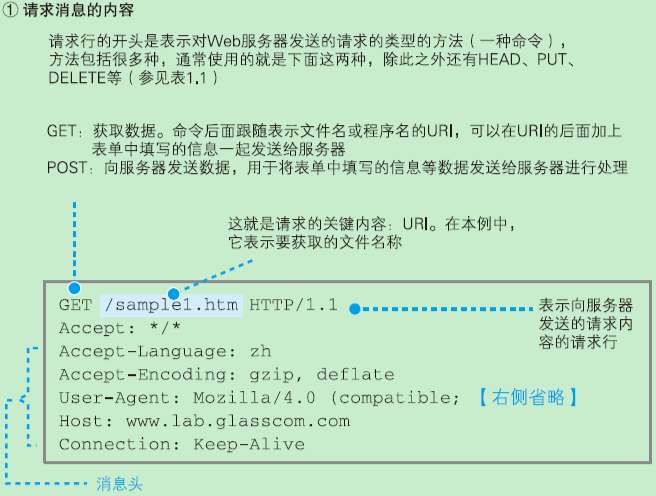 ① 请求消息的内容
请求行的开头是表示对Web服务器发送的请求的类型的方法（一种命令），
方法包括很多种，通常使用的就是下面这两种，除此之外还有HEAD、PUT、
DELETE等（参见表1.1）
GET：获取数据。命令后面跟随表示文件名或程序名的URI，可以在URI的后面加上
表单中填写的信息一起发送给服务器
POST：向服务器发送数据，用于将表单中填写的信息等数据发送给服务器进行处理
这就是请求的关键内容：URI。在本例中，
它表示要获取的文件名称
GET /sample1.htm HTTP/1.1
表示向服务器
发送的请求内
容的请求行
Accept: */*
Accept-Language: zh
Accept-Encoding: gzip, deflate
User-Agent: Mozilla/4.0 (compatible; 【右侧省略】
Host: www.lab.glasscom.com
Connection: Keep-Alive
消息头